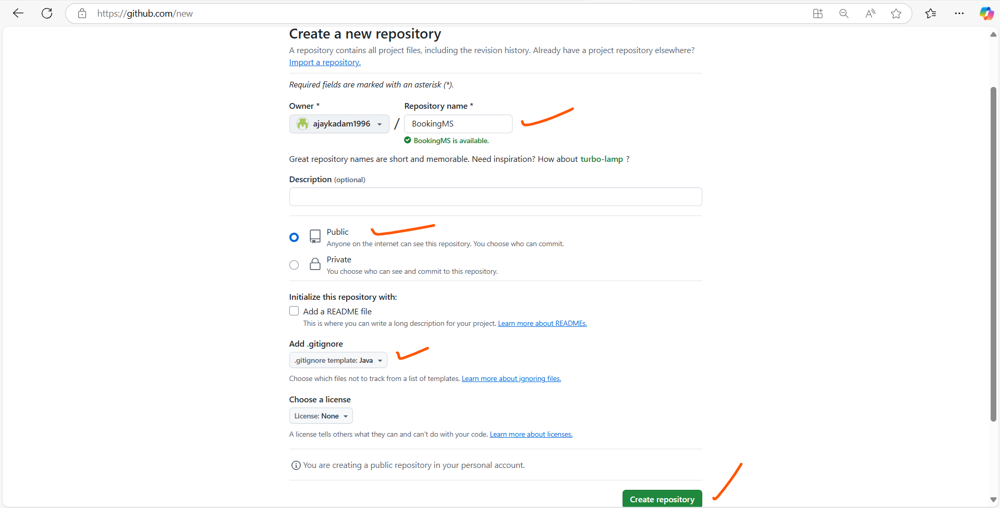 https://github.com/new
Create a new repository
A repository contains all project files, including the revision history. Already have a project repository elsewhere?
Import a repository.
Required fields are marked with an asterisk (*).
Owner * Repository name *
ajaykadam1996 / BookingMS
BookingMS is available.
Great repository names are short and memorable. Need inspiration? How about turbo-lamp ?
Description (optional)
Public
Anyone on the internet can see this repository. You choose who can commit.
Private
You choose who can see and commit to this repository.
Initialize this repository with:
Add a README file
This is where you can write a long description for your project. Learn more about READMEs.
Add .gitignore
.gitignore template: Java
Choose which files not to track from a list of templates. Learn more about ignoring files.
Choose a license
License: None
A license tells others what they can and can't do with your code. Learn more about licenses.
You are creating a public repository in your personal account.
Create repository